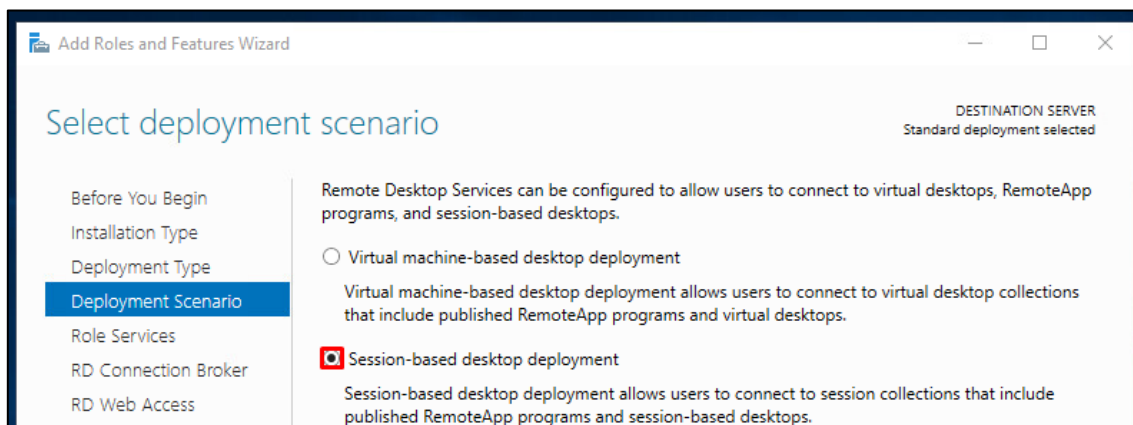 Add Roles and Features Wizard
Select deployment scenario
DESTINATION SERVER
Standard deployment selected
Before You Begin
Installation Type
Deployment Type
Deployment Scenario
Role Services
RD Connection Broker
RD Web Access
Remote Desktop Services can be configured to allow users to connect to virtual desktops, RemoteApp
programs, and session-based desktops.
Virtual machine-based desktop deployment
Virtual machine-based desktop deployment allows users to connect to virtual desktop collections
that include published RemoteApp programs and virtual desktops.
Session-based desktop deployment
Session-based desktop deployment allows users to connect to session collections that include
published RemoteApp programs and session-based desktops.